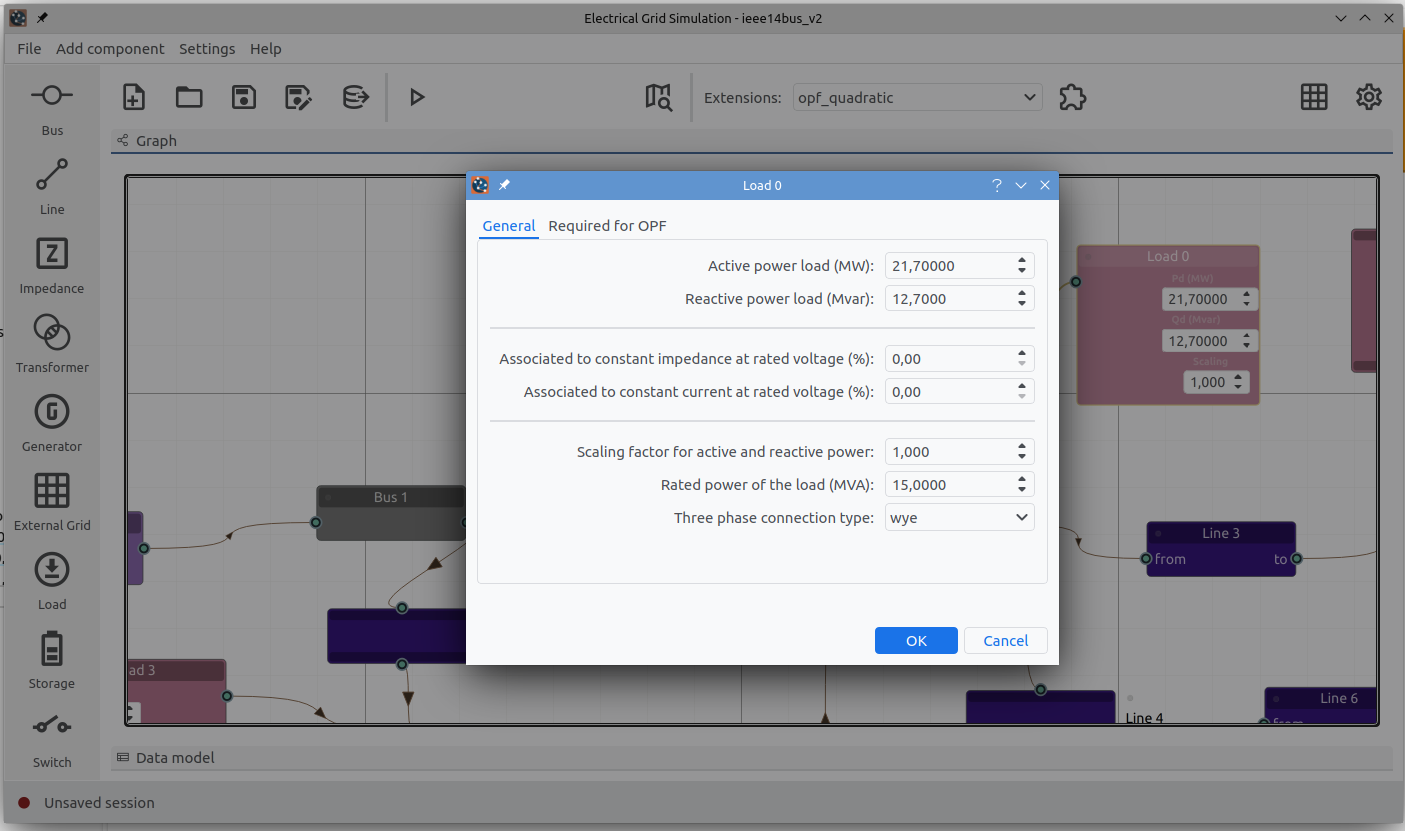 Electrical Grid Simulation - ieee14bus_v2
File Add component Settings Help
Extensions: opf_quadratic
Bus
Line
Impedance
Transformer
Generator
External Grid
Load
Storage
Switch
Graph
Load 0
General Required for OPF
Active power load (MW): 21,70000
Reactive power load (Mvar): 12,7000
Associated to constant impedance at rated voltage (%): 0,00
Associated to constant current at rated voltage (%): 0,00
Scaling factor for active and reactive power: 1,000
Rated power of the load (MVA): 15,0000
Three phase connection type: wye
OK Cancel
Load 0
Pd (MW)
21,70000
Qd (Mvar)
12,70000
Scaling
1,000
Bus 1
Line 3
from to
ad 3
Line 4
Line 6
from
Data model
Unsaved session